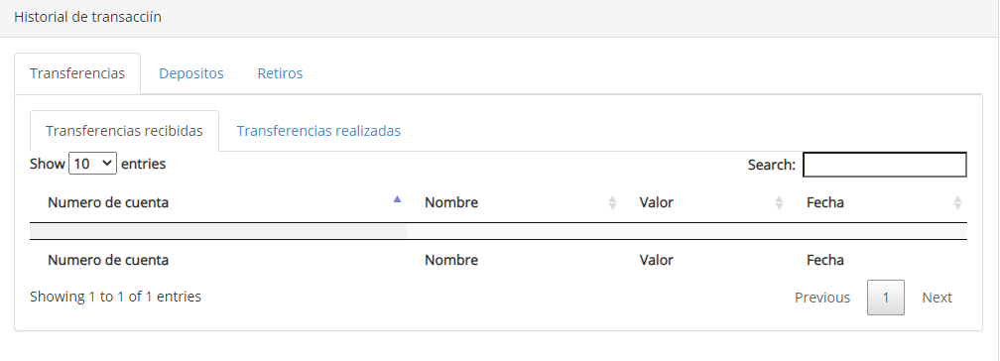 Historial de transacciín
Transferencias Depositos Retiros
Transferencias recibidas Transferencias realizadas
Show 10 entries Search:
Numero de cuenta Nombre Valor Fecha
Numero de cuenta Nombre Valor Fecha
Showing 1 to 1 of 1 entries Previous 1 Next